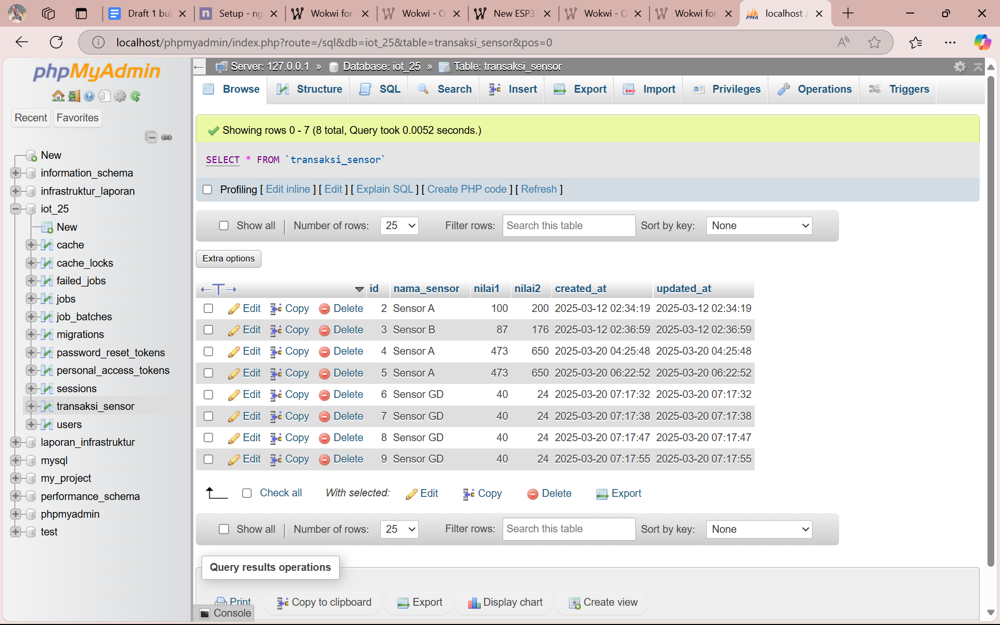 Draft 1 bu
Setup - ng
Wokwi for
Wokwi - O
New ESP3
Wokwi - O
Wokwi for
localhost /
localhost/phpmyadmin/index.php?route=/sql&db=iot_25&table=transaksi_sensor&pos=0
phpMyAdmin
Recent
Favorites
New
information_schema
infrastruktur_laporan
iot_25
New
cache
cache_locks
failed_jobs
jobs
job_batches
migrations
password_reset_tokens
personal_access_tokens
sessions
transaksi_sensor
users
laporan_infrastruktur
mysql
my_project
performance_schema
phpmyadmin
test
Server: 127.0.0.1 » Database: iot_25 » Table: transaksi_sensor
Browse Structure SQL Search Insert Export Import Privileges Operations Triggers
Showing rows 0 - 7 (8 total, Query took 0.0052 seconds.)
SELECT * FROM `transaksi_sensor`
Profiling [ Edit inline ] [ Edit ] [ Explain SQL ] [ Create PHP code ] [ Refresh ]
Show all | Number of rows: 25 Filter rows: Search this table Sort by key: None
Extra options
id nama_sensor nilai1 nilai2 created_at updated_at
Edit Copy Delete 2 Sensor A 100 200 2025-03-12 02:34:19 2025-03-12 02:34:19
Edit Copy Delete 3 Sensor B 87 176 2025-03-12 02:36:59 2025-03-12 02:36:59
Edit Copy Delete 4 Sensor A 473 650 2025-03-20 04:25:48 2025-03-20 04:25:48
Edit Copy Delete 5 Sensor A 473 650 2025-03-20 06:22:52 2025-03-20 06:22:52
Edit Copy Delete 6 Sensor GD 40 24 2025-03-20 07:17:32 2025-03-20 07:17:32
Edit Copy Delete 7 Sensor GD 40 24 2025-03-20 07:17:38 2025-03-20 07:17:38
Edit Copy Delete 8 Sensor GD 40 24 2025-03-20 07:17:47 2025-03-20 07:17:47
Edit Copy Delete 9 Sensor GD 40 24 2025-03-20 07:17:55 2025-03-20 07:17:55
Check all With selected: Edit Copy Delete Export
Show all | Number of rows: 25 Filter rows: Search this table Sort by key: None
Query results operations
Print Copy to clipboard Export Display chart Create view
Console